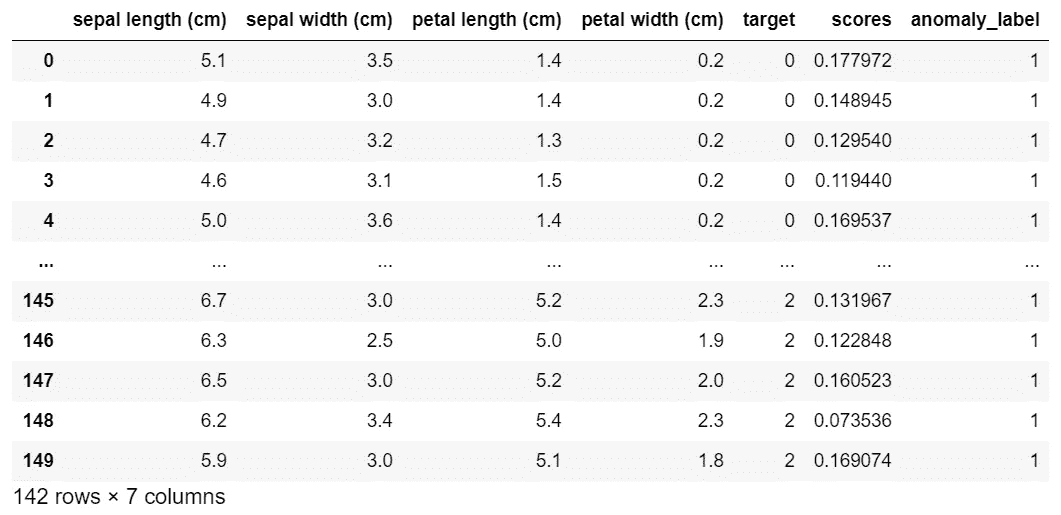 sepal length (cm) sepal width (cm) petal length (cm) petal width (cm) target scores anomaly_label
0 5.1 3.5 1.4 0.2 0 0.177972 1
1 4.9 3.0 1.4 0.2 0 0.148945 1
2 4.7 3.2 1.3 0.2 0 0.129540 1
3 4.6 3.1 1.5 0.2 0 0.119440 1
4 5.0 3.6 1.4 0.2 0 0.169537 1
... ... ... ... ... ... ... ...
145 6.7 3.0 5.2 2.3 2 0.131967 1
146 6.3 2.5 5.0 1.9 2 0.122848 1
147 6.5 3.0 5.2 2.0 2 0.160523 1
148 6.2 3.4 5.4 2.3 2 0.073536 1
149 5.9 3.0 5.1 1.8 2 0.169074 1
142 rows × 7 columns